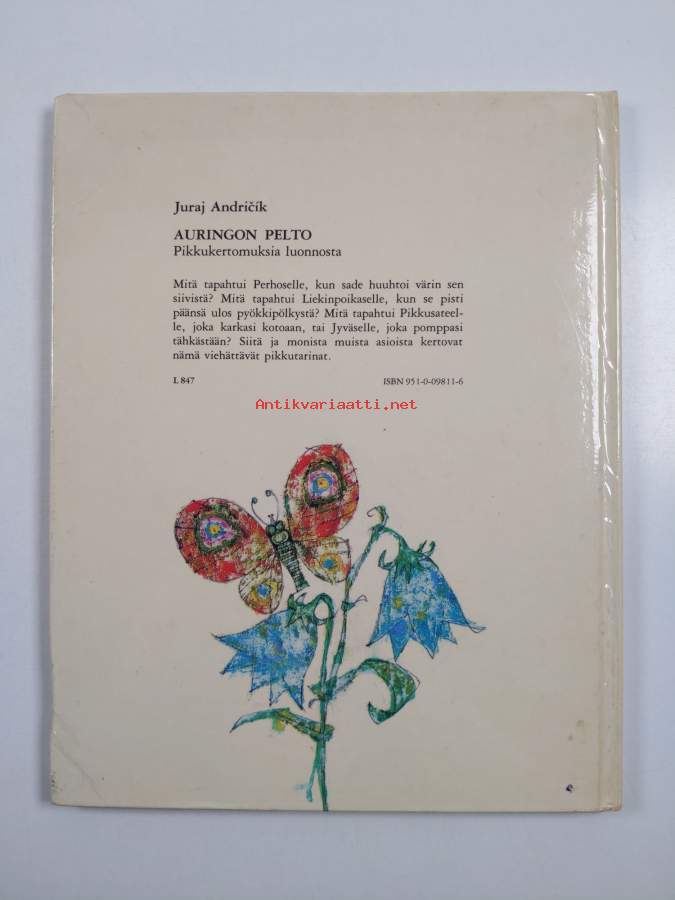 Juraj Andričík
AURINGON PELTO
Pikkukertomuksia luonnosta
Mitä tapahtui Perhoselle, kun sade huuhtoi värin sen
siivistä? Mitä tapahtui Liekinpoikaselle, kun se pisti
päänsä ulos pyökkipölkystä? Mitä tapahtui Pikkusateel-
le, joka karkasi kotoaan, tai Jyväselle, joka pomppasi
tähkästään? Siitä ja monista muista asioista kertovat
nämä viehättävät pikkutarinat.
L 847 ISBN 951-0-09811-6
Antikvariaatti.net